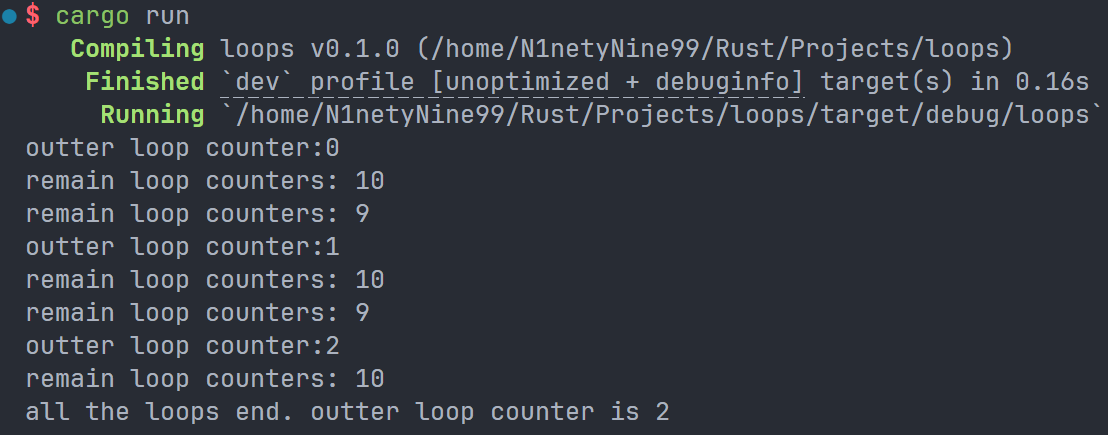 $ cargo run
Compiling loops v0.1.0 (/home/N1netyNine99/Rust/Projects/loops)
Finished `dev` profile [unoptimized + debuginfo] target(s) in 0.16s
Running `/home/N1netyNine99/Rust/Projects/loops/target/debug/loops`
outter loop counter:0
remain loop counters: 10
remain loop counters: 9
outter loop counter:1
remain loop counters: 10
remain loop counters: 9
outter loop counter:2
remain loop counters: 10
all the loops end. outter loop counter is 2